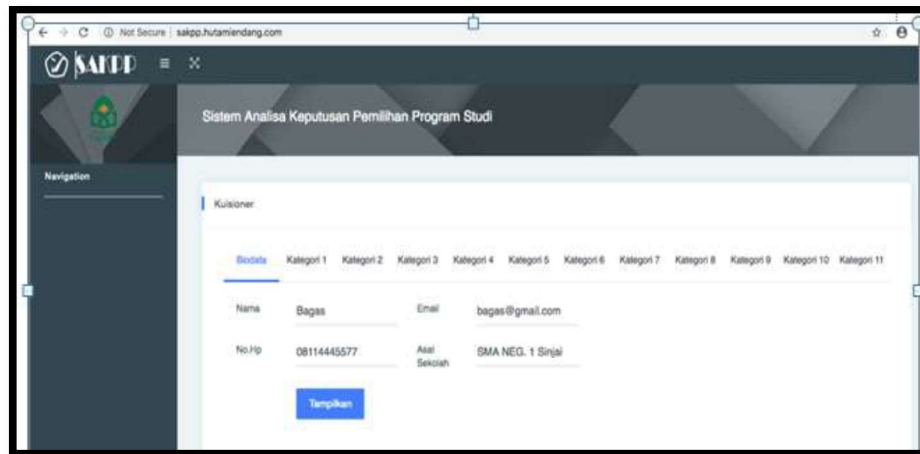 Not Secure | sakpp.hutamiendang.com
SAKPP
Sistem Analisa Keputusan Pemilihan Program Studi
Navigation
Kuisioner
Biodata Kategori 1 Kategori 2 Kategori 3 Kategori 4 Kategori 5 Kategori 6 Kategori 7 Kategori 8 Kategori 9 Kategori 10 Kategori 11
Nama Bagas Email bagas@gmail.com
No.Hp 08114445577 Asal Sekolah SMA NEG. 1 Sinjai
Tampilkan